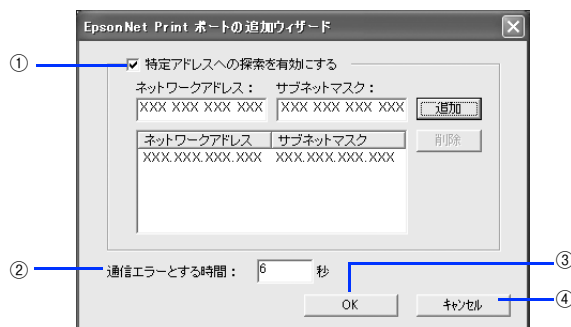 EpsonNet Print ポートの追加ウィザード
① 特定アドレスへの探索を有効にする
ネットワークアドレス： サブネットマスク：
XXX XXX XXX XXX XXX XXX XXX XXX 追加
ネットワークアドレス サブネットマスク 削除
XXX.XXX.XXX.XXX XXX.XXX.XXX.XXX
② 通信エラーとする時間： 6 秒
③
OK キャンセル ④